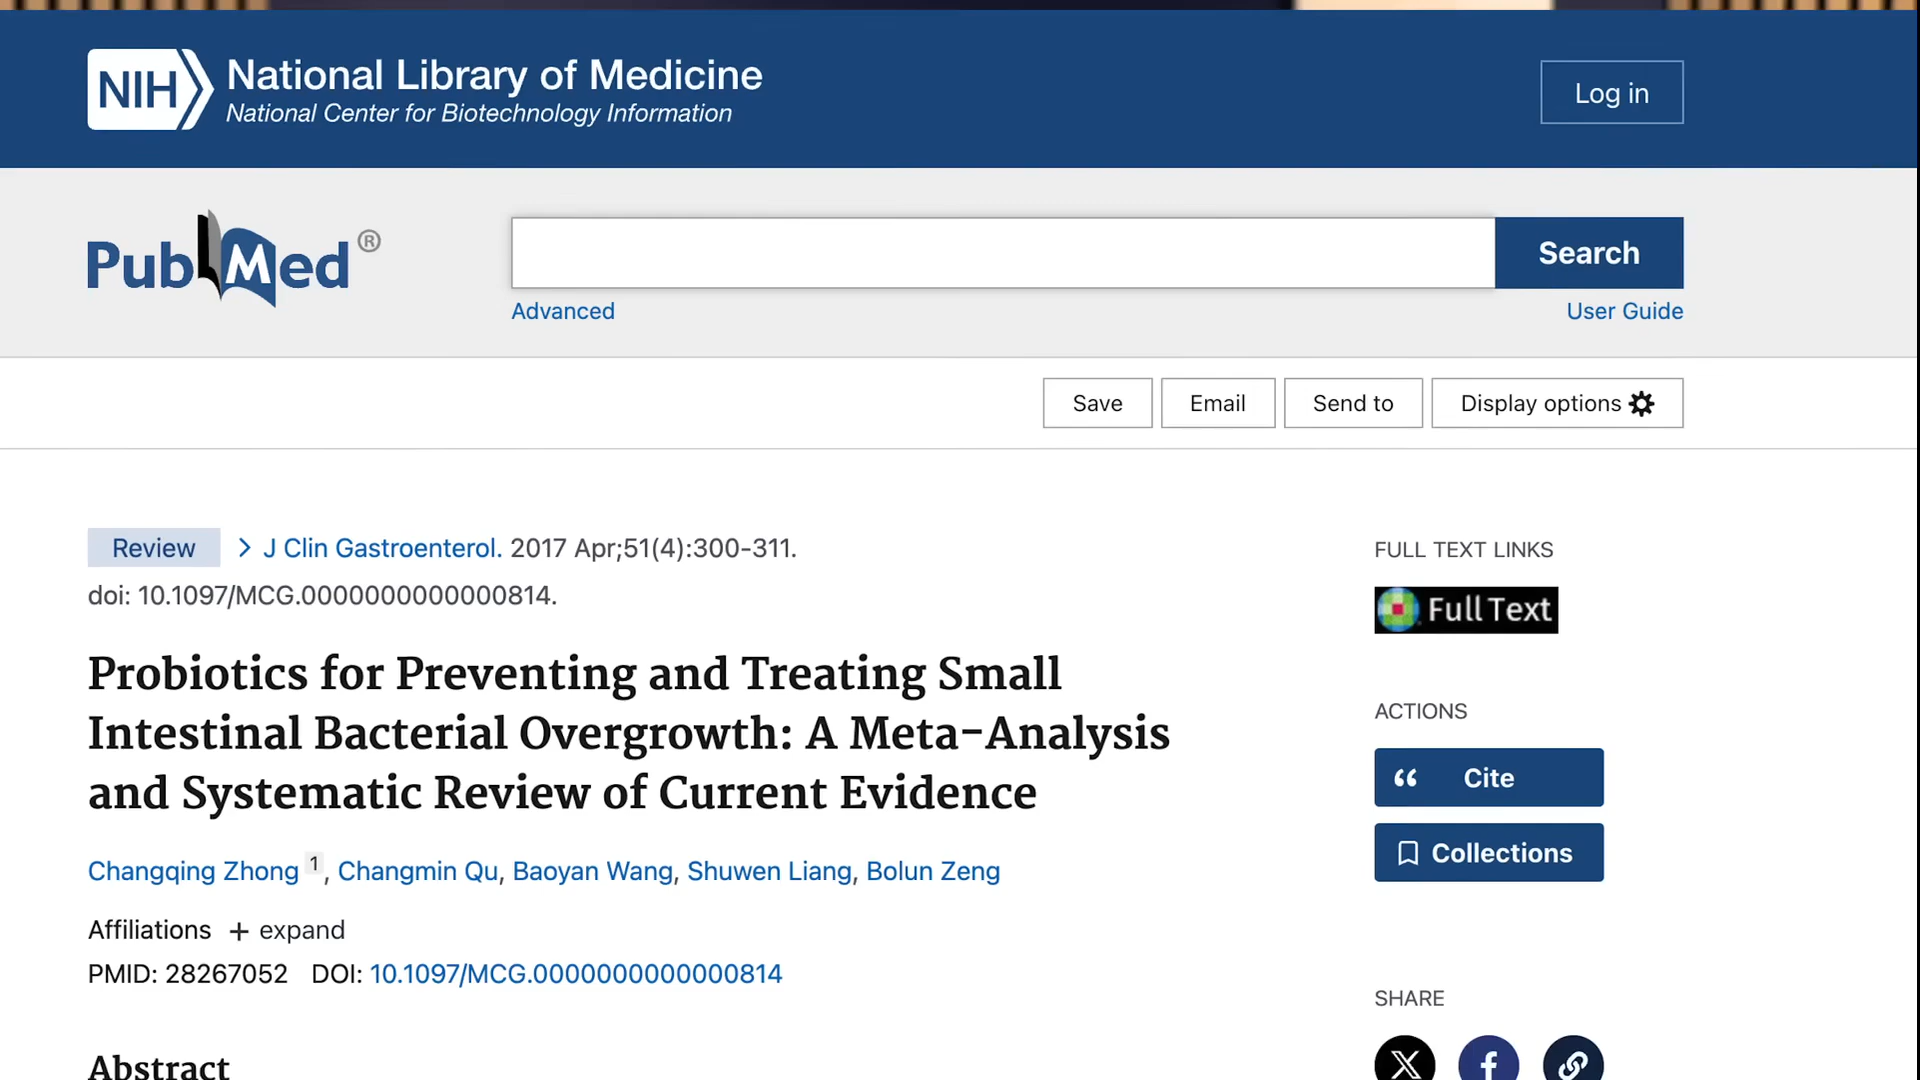 NIH National Library of Medicine
National Center for Biotechnology Information
Log in
PubMed®
Search
Advanced
User Guide
Save
Email
Send to
Display options
Review > J Clin Gastroenterol. 2017 Apr;51(4):300-311.
doi: 10.1097/MCG.0000000000000814.
Probiotics for Preventing and Treating Small
Intestinal Bacterial Overgrowth: A Meta-Analysis
and Systematic Review of Current Evidence
Changqing Zhong 1, Changmin Qu, Baoyan Wang, Shuwen Liang, Bolun Zeng
Affiliations + expand
PMID: 28267052 DOI: 10.1097/MCG.0000000000000814
Abstract
FULL TEXT LINKS
Full Text
ACTIONS
Cite
Collections
SHARE